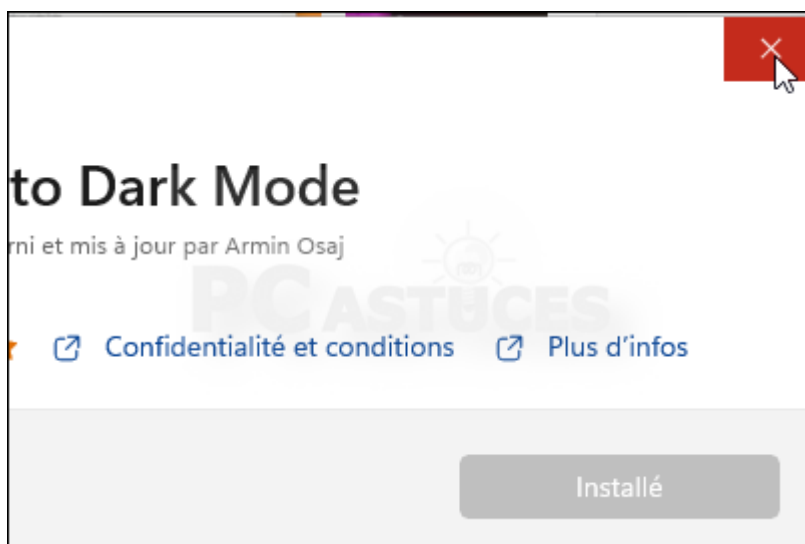 to Dark Mode
rni et mis à jour par Armin Osaj
PC ASTUCES
Confidentialité et conditions Plus d’infos
Installé